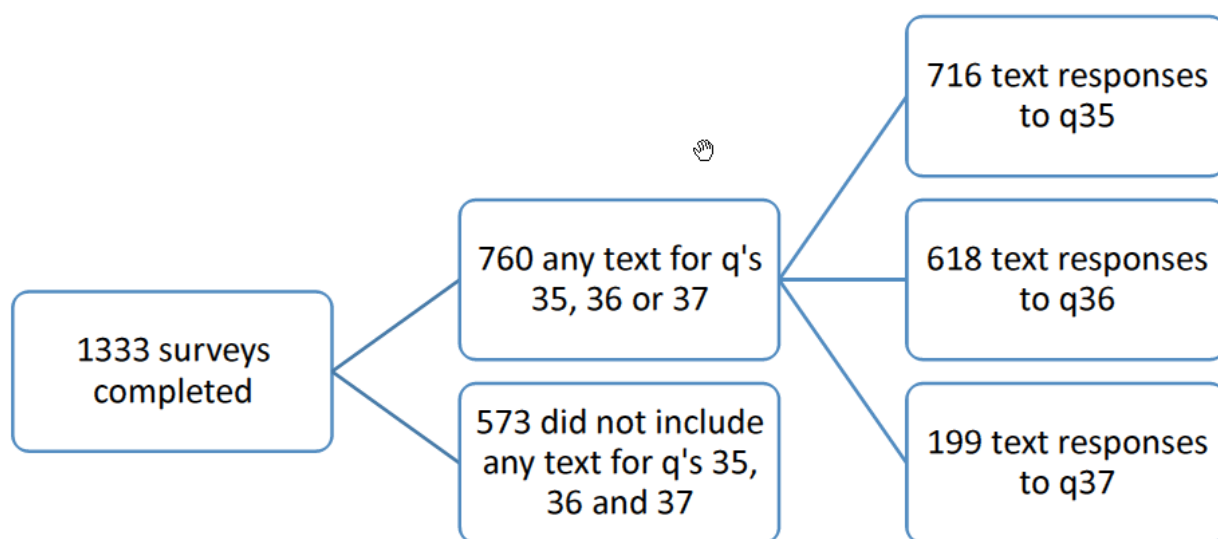 1333 surveys
completed
760 any text for q's
35, 36 or 37
573 did not include
any text for q's 35,
36 and 37
716 text responses
to q35
618 text responses
to q36
199 text responses
to q37